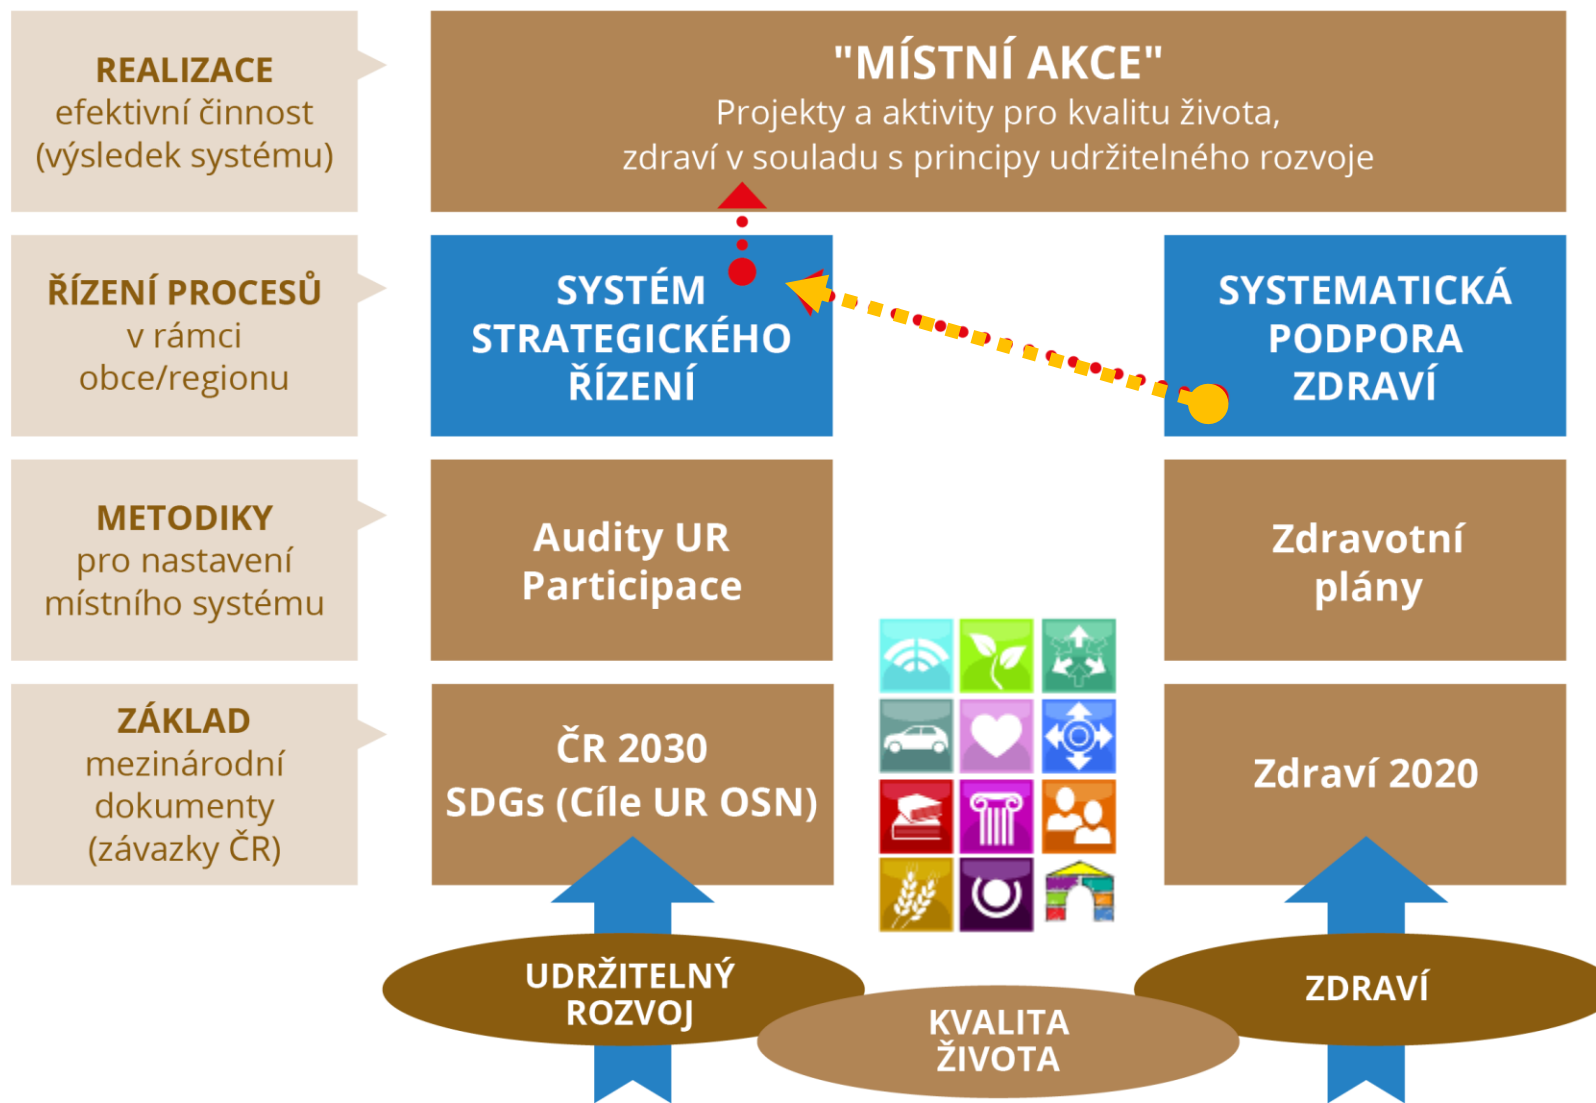 REALIZACE
efektivní činnost
(výsledek systému)
"MÍSTNÍ AKCE"
Projekty a aktivity pro kvalitu života,
zdraví v souladu s principy udržitelného rozvoje
ŘÍZENÍ PROCESŮ
v rámci
obce/regionu
SYSTÉM
STRATEGICKÉHO
ŘÍZENÍ
SYSTEMATICKÁ
PODPORA
ZDRAVÍ
METODIKY
pro nastavení
místního systému
Audity UR
Participace
Zdravotní
plány
ZÁKLAD
mezinárodní
dokumenty
(závazky ČR)
ČR 2030
SDGs (Cíle UR OSN)
Zdraví 2020
UDRŽITELNÝ
ROZVOJ
KVALITA
ŽIVOTA
ZDRAVÍ